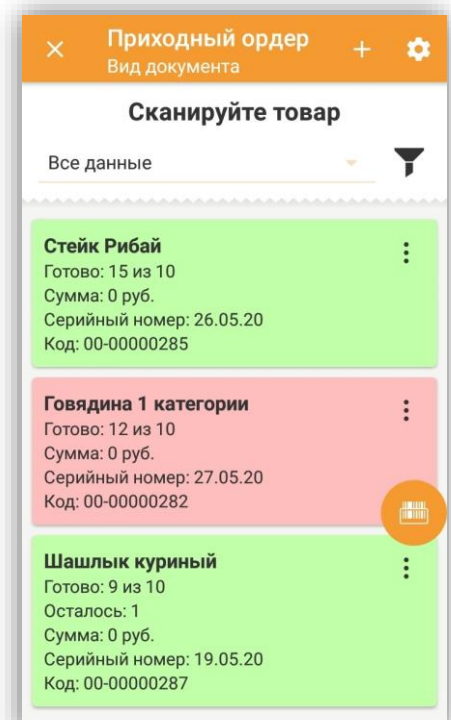 Приходный ордер
Вид документа
Сканируйте товар
Все данные
Стейк Рибай
Готово: 15 из 10
Сумма: 0 руб.
Серийный номер: 26.05.20
Код: 00-00000285
Говядина 1 категории
Готово: 12 из 10
Сумма: 0 руб.
Серийный номер: 27.05.20
Код: 00-00000282
Шашлык куриный
Готово: 9 из 10
Осталось: 1
Сумма: 0 руб.
Серийный номер: 19.05.20
Код: 00-00000287